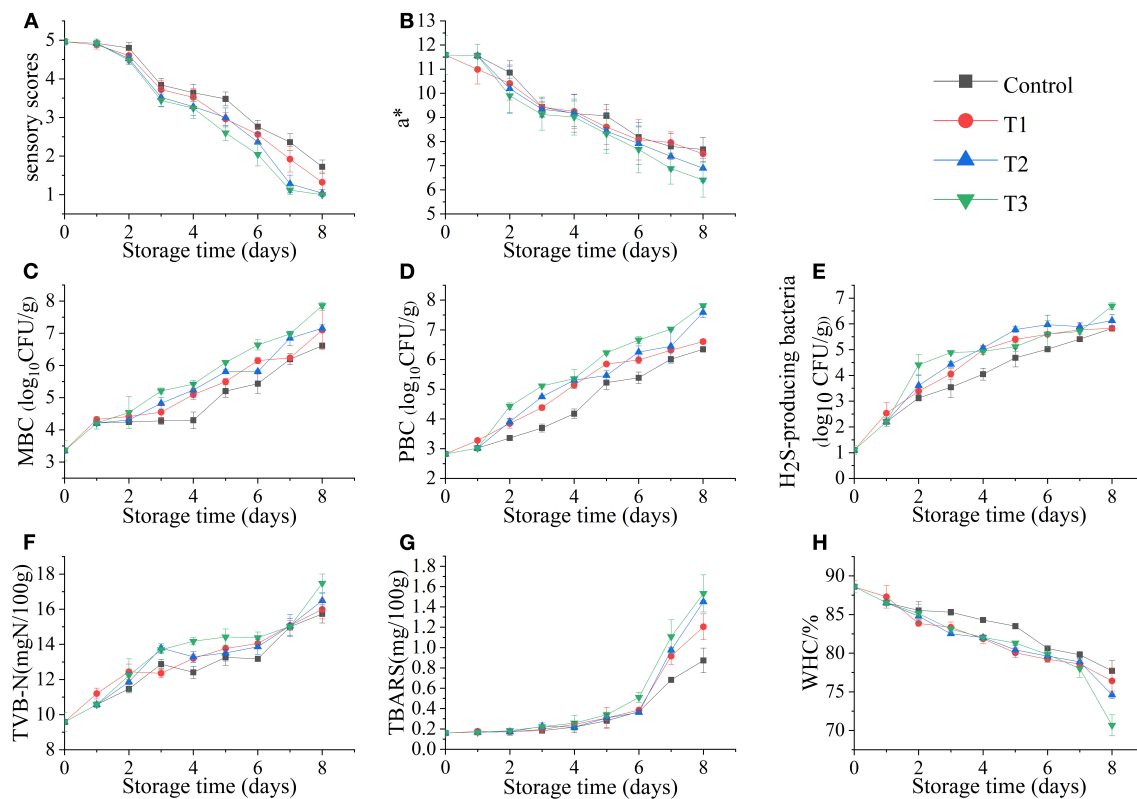 A
sensory scores
5
4
3
2
1
0 2 4 6 8
Storage time (days)
B
a*
13
12
11
10
9
8
7
6
5
0 2 4 6 8
Storage time (days)
Control
T1
T2
T3
C
MBC (log10CFU/g)
8
7
6
5
4
3
0 2 4 6 8
Storage time (days)
D
PBC (log10CFU/g)
9
8
7
6
5
4
3
2
0 2 4 6 8
Storage time (days)
E
H2S-producing bacteria
(log10 CFU/g))
7
6
5
4
3
2
1
0
0 2 4 6 8
Storage time (days)
F
TVB-N(mgN/100g)
18
16
14
12
10
8
0 2 4 6 8
Storage time (days)
G
TBARS(mg/100g)
1.8
1.6
1.4
1.2
1.0
0.8
0.6
0.4
0.2
0.0
0 2 4 6 8
Storage time (days)
H
WHC/%
90
85
80
75
70
0 2 4 6 8
Storage time (days)